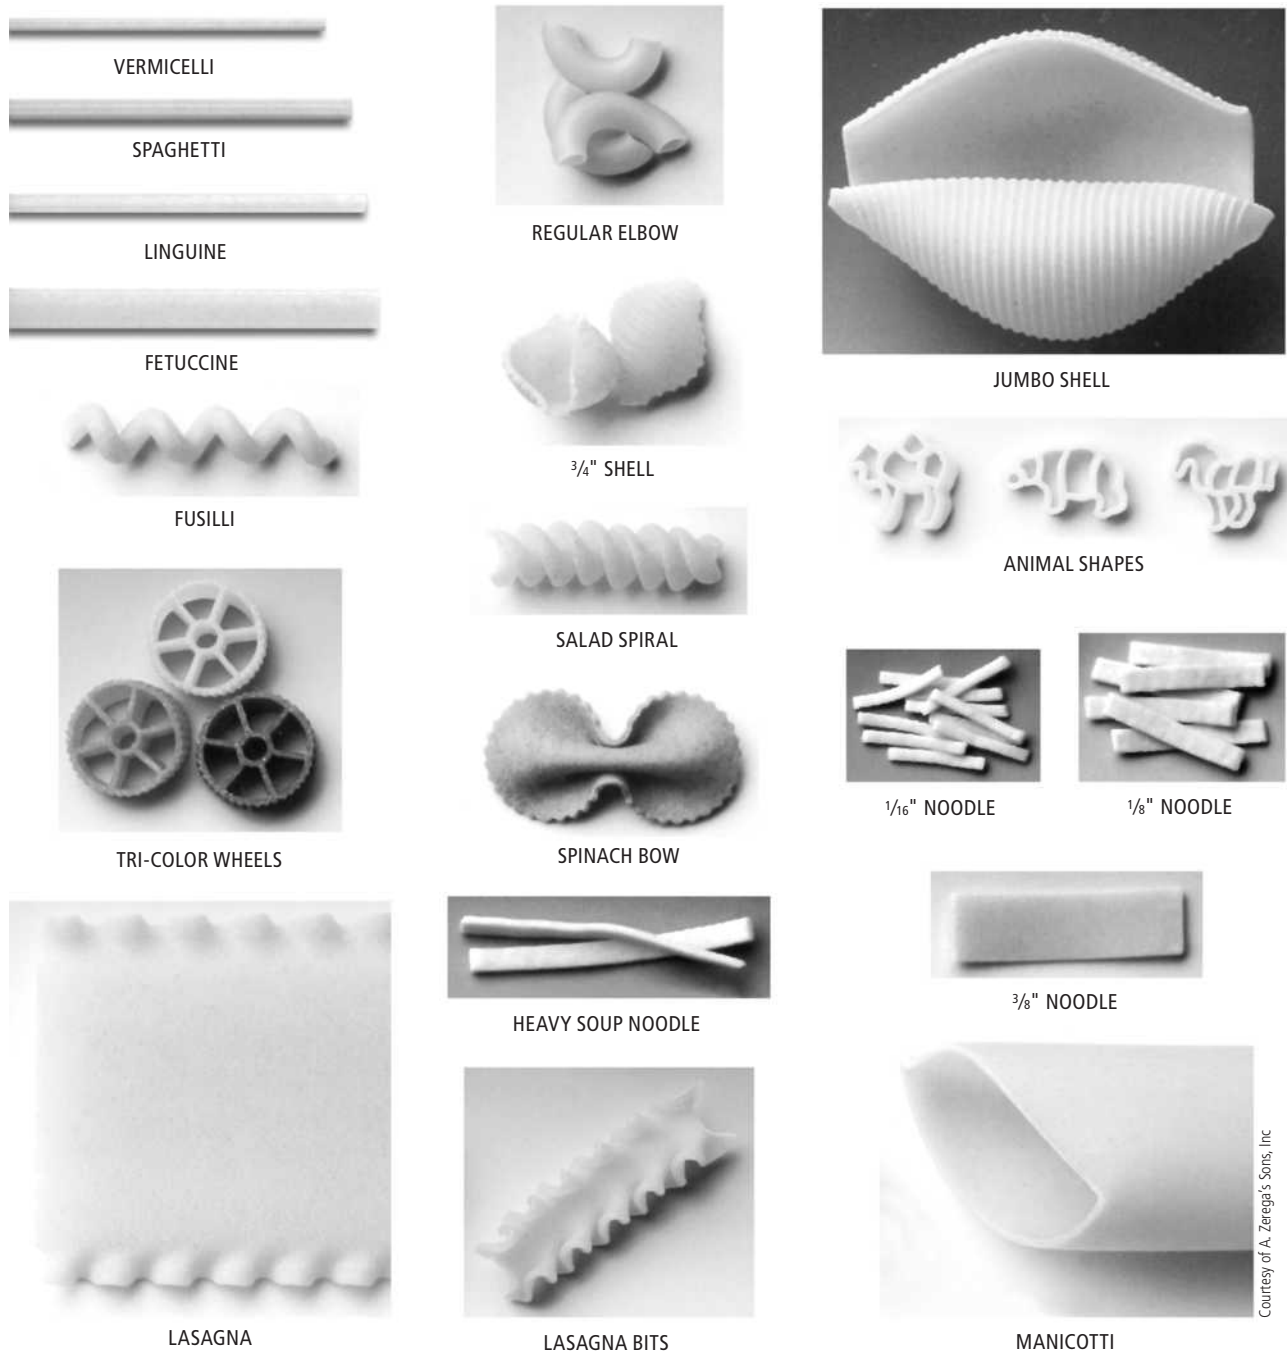 VERMICELLI
SPAGHETTI
LINGUINE
FETUCCINE
FUSILLI
TRI-COLOR WHEELS
LASAGNA
REGULAR ELBOW
3/4" SHELL
SALAD SPIRAL
SPINACH BOW
HEAVY SOUP NOODLE
LASAGNA BITS
JUMBO SHELL
ANIMAL SHAPES
1/16" NOODLE
1/8" NOODLE
3/8" NOODLE
MANICOTTI
Courtesy of A. Zerega's Sons, Inc